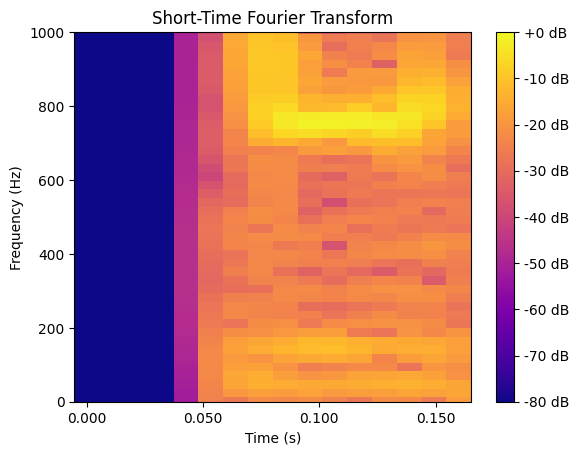 Short-Time Fourier Transform
1000
800
600
400
200
0
Frequency (Hz)
0.000
0.050
0.100
0.150
Time (s)
+0 dB
-10 dB
-20 dB
-30 dB
-40 dB
-50 dB
-60 dB
-70 dB
-80 dB